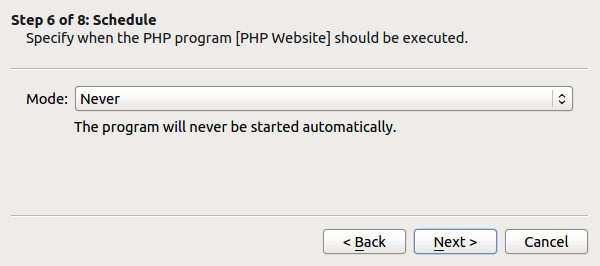 Step 6 of 8: Schedule
Specify when the PHP program [PHP Website] should be executed.
Mode: Never
The program will never be started automatically.
< Back Next > Cancel